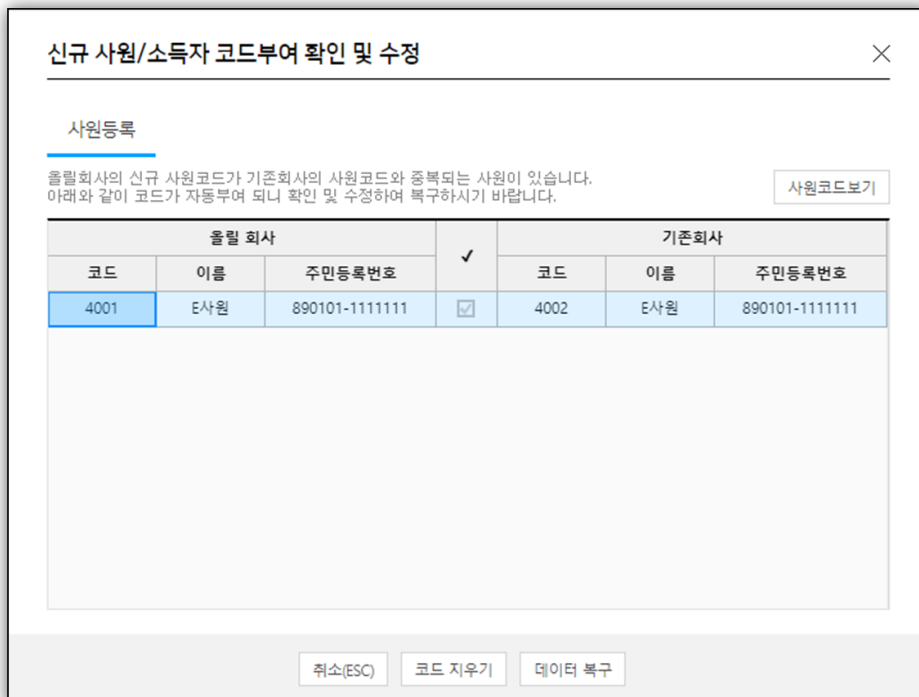 신규 사원/소득자 코드부여 확인 및 수정
사원등록
올릴회사의 신규 사원코드가 기존회사의 사원코드와 중복되는 사원이 있습니다.
아래와 같이 코드가 자동부여 되니 확인 및 수정하여 복구하시기 바랍니다.
사원코드보기
올릴 회사 ✓ 기존회사
코드 이름 주민등록번호 코드 이름 주민등록번호
4001 E사원 890101-1111111 4002 E사원 890101-1111111
취소(ESC) 코드 지우기 데이터 복구